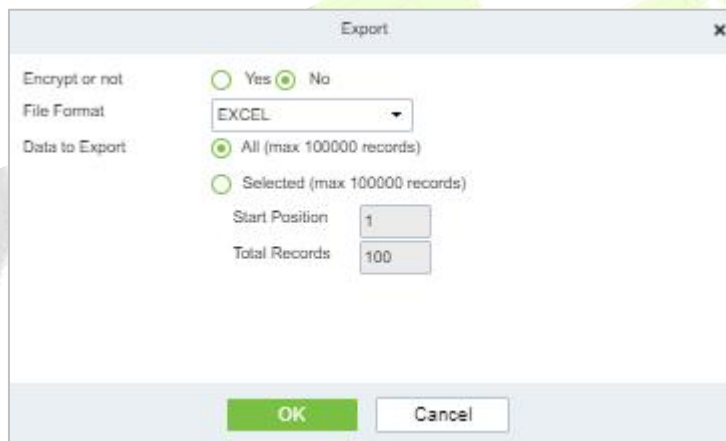 Export
Encrypt or not Yes No
File Format EXCEL
Data to Export All (max 100000 records)
Selected (max 100000 records)
Start Position 1
Total Records 100
OK Cancel